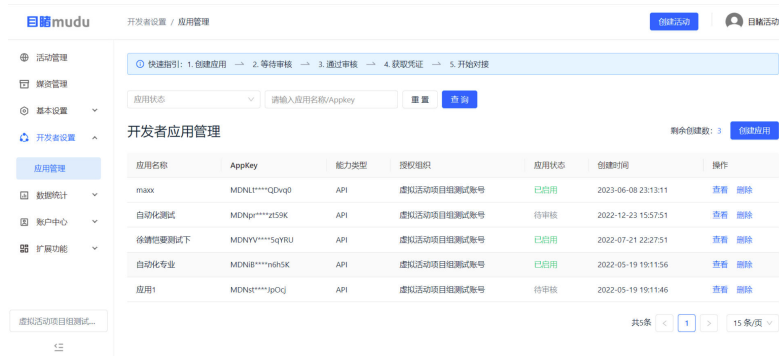 目睹mudu
开发者设置 / 应用管理
创建活动
目睹活动
活动管理
媒资管理
基本设置
开发者设置
应用管理
数据统计
账户中心
扩展功能
虚拟活动项目组测试...
快速指引: 1. 创建应用 → 2. 等待审核 → 3. 通过审核 → 4. 获取凭证 → 5. 开始对接
应用状态 请输入应用名称/Appkey 重置 查询
开发者应用管理 剩余创建数: 3 创建应用
应用名称 AppKey 能力类型 授权组织 应用状态 创建时间 操作
maxx MDNLt****QDvq0 API 虚拟活动项目组测试账号 已启用 2023-06-08 23:13:11 查看 删除
自动化测试 MDNpr****zt59K API 虚拟活动项目组测试账号 待审核 2022-12-23 15:57:51 查看 删除
徐靖恺要测试下 MDNYV****5qYRU API 虚拟活动项目组测试账号 已启用 2022-07-21 22:27:51 查看 删除
自动化专业 MDNiB****n6h5K API 虚拟活动项目组测试账号 已启用 2022-05-19 19:11:56 查看 删除
应用1 MDNst****JpOcj API 虚拟活动项目组测试账号 待审核 2022-05-19 19:11:46 查看 删除
共5条 < 1 > 15 条/页